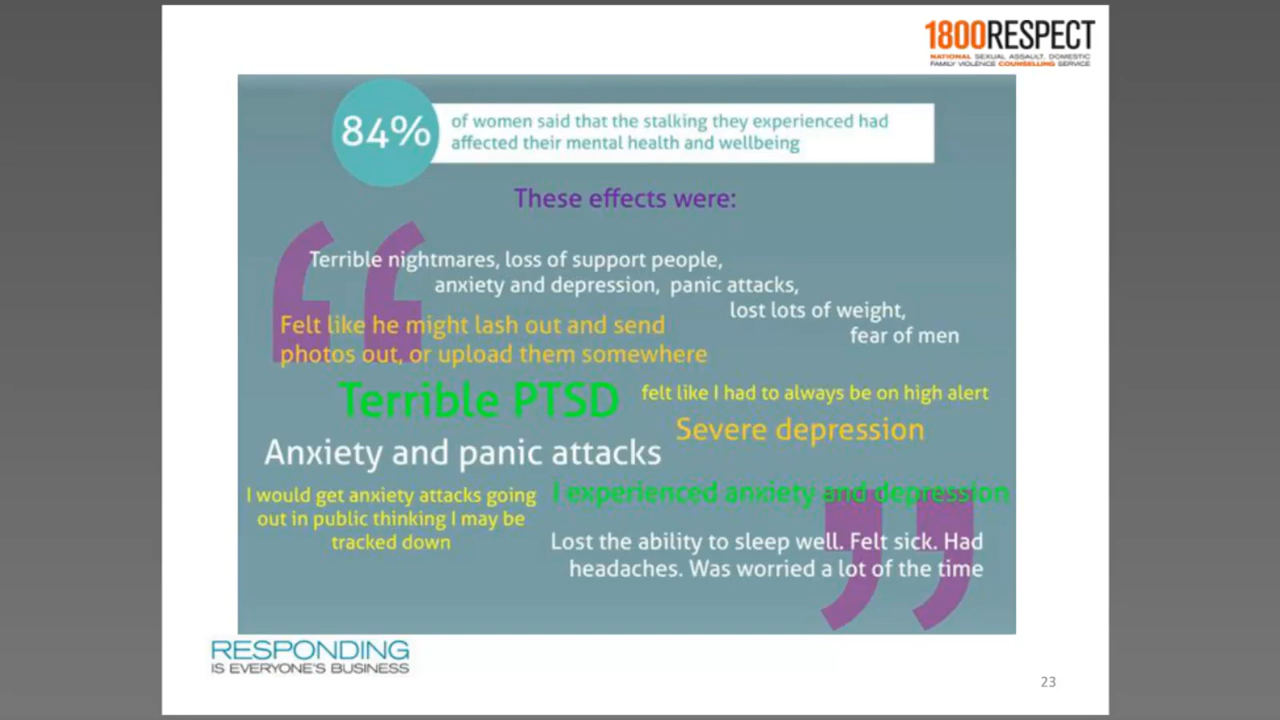 1800RESPECT
NATIONAL SEXUAL ASSAULT, DOMESTIC
FAMILY VIOLENCE COUNSELLING SERVICE
84%
of women said that the stalking they experienced had
affected their mental health and wellbeing
These effects were:
Terrible nightmares, loss of support people,
anxiety and depression, panic attacks,
lost lots of weight,
fear of men
Felt like he might lash out and send
photos out, or upload them somewhere
Terrible PTSD
felt like I had to always be on high alert
Severe depression
Anxiety and panic attacks
I would get anxiety attacks going
out in public thinking I may be
tracked down
I experienced anxiety and depression
Lost the ability to sleep well. Felt sick. Had
headaches. Was worried a lot of the time
RESPONDING
IS EVERYONE'S BUSINESS
23